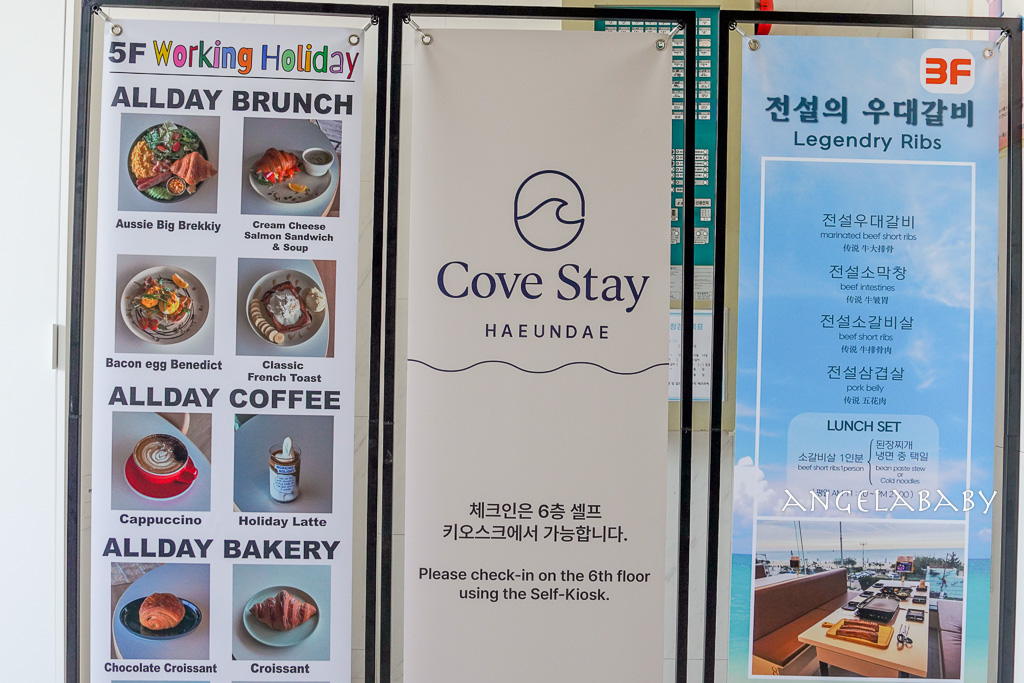 5F Working Holiday
ALLDAY BRUNCH
Aussie Big Brekkiy
Cream Cheese
Salmon Sandwich
& Soup
Bacon egg Benedict
Classic
French Toast
ALLDAY COFFEE
Cappuccino
Holiday Latte
ALLDAY BAKERY
Chocolate Croissant
Croissant
Cove Stay
HAEUNDAE
체크인은 6층 셀프
키오스크에서 가능합니다.
Please check-in on the 6th floor
using the Self-Kiosk.
3F
전설의 우대갈비
Legendry Ribs
전설우대갈비
marinated beef short ribs
传说 牛大排骨
전설소막창
beef intestines
传说 牛皱胃
전설소갈비살
beef short ribs
传说 牛排骨肉
전설삼겹살
pork belly
传说 五花肉
LUNCH SET
소갈비살 1인분
beef short ribs 1person
된장찌개
냉면 중 택일
bean paste stew
or
Cold noodles
ANGELABABY